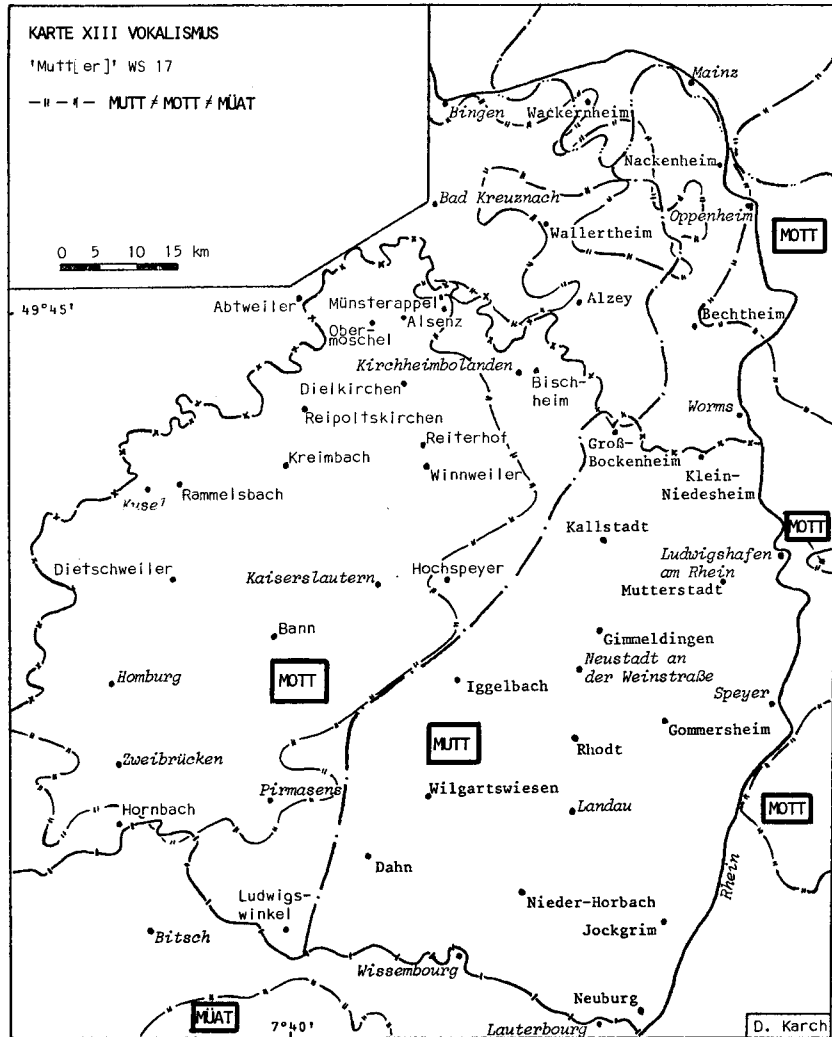 KARTE XIII VOKALISMUS
'Mutt[er]' WS 17
MUTT ≠ MOTT ≠ MÜAT
Mainz
Bingen
Wackernheim
Nackenheim
Bad Kreuznach
Oppenheim
Wallertheim
MOTT
0 5 10 15 km
49°45'
Abtweiler
Münsterappel
Alzey
Alsenz
Ober-
moschel
Bechtheim
Kirchheimbolanden
Bisch-
heim
Dielkirchen
Reipoltskirchen
Worms
Reiterhof
Groß-
Bockenheim
Kreimbach
Winnweiler
Klein-
Niedesheim
Kusel
Rammelsbach
Kallstadt
MOTT
Ludwigshafen
am Rhein
Dietschweiler
Kaiserslautern
Hochspeyer
Mutterstadt
Bann
Gimmeldingen
MOTT
Neustadt an
der Weinstraße
Homburg
Iggelbach
Speyer
Gommersheim
MUTT
Rhodt
Zweibrücken
Wilgartswiesen
Pirmasens
Landau
MOTT
Hornbach
Dahn
Rhein
Ludwigs-
winkel
Nieder-Horbach
Jockgrim
Bitsch
Wissembourg
Neuburg
MÜAT
7°40'
Lauterbourg
D. Karch